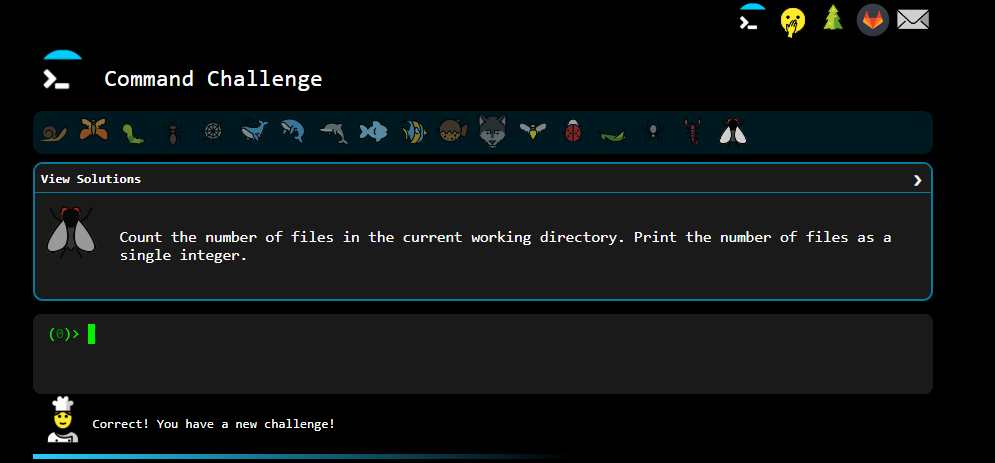 Command Challenge
View Solutions
Count the number of files in the current working directory. Print the number of files as a
single integer.
(0)>
Correct! You have a new challenge!